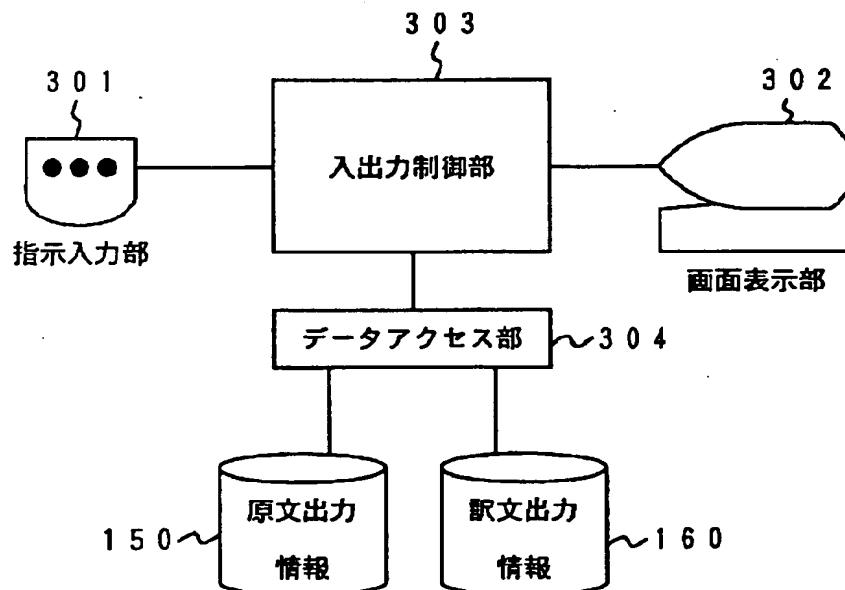 ３０３
３０１
３０２
入出力制御部
指示入力部
画面表示部
データアクセス部
３０４
原文出力
情報
訳文出力
情報
１５０
１６０